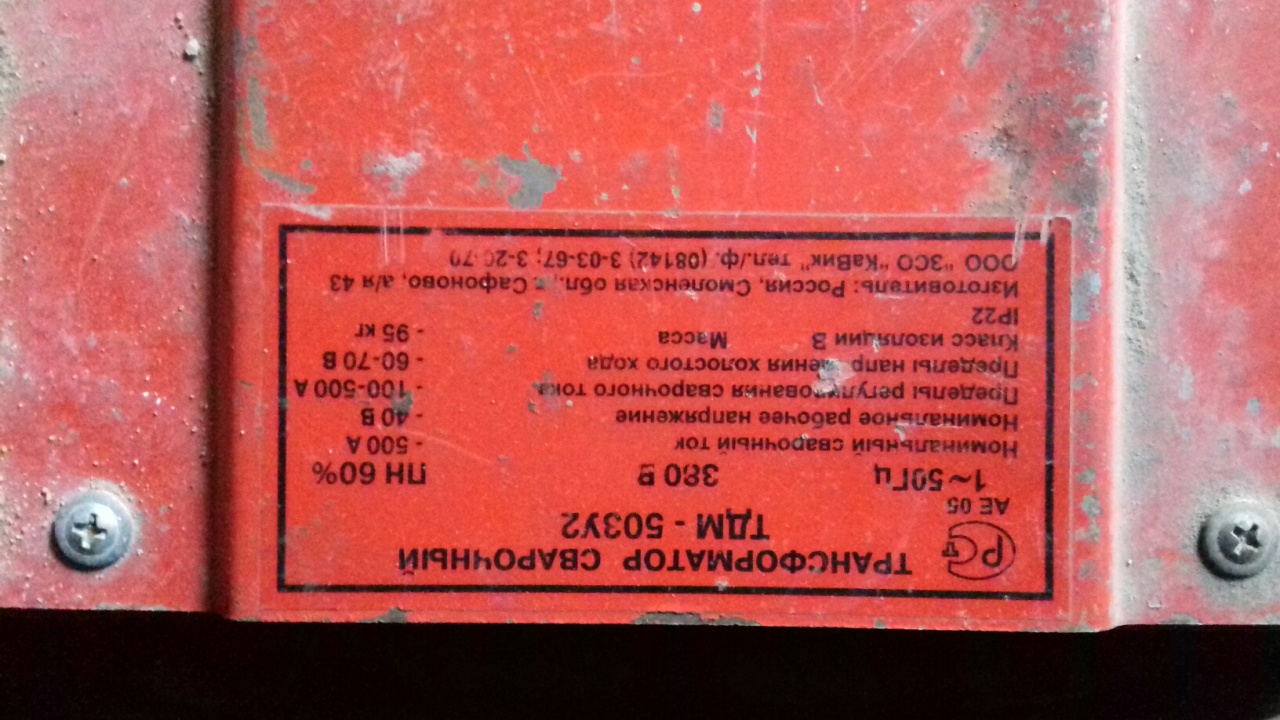 РСТ
АЕ 05
ТРАНСФОРМАТОР СВАРОЧНЫЙ
ТДМ - 503У2
1~50Гц 380 В ПН 60%
Номинальный сварочный ток - 500 А
Номинальное рабочее напряжение - 40 В
Пределы регулирования сварочного тока - 100-500 А
Пределы напряжения холостого хода - 60-70 В
Класс изоляции В Масса - 95 кг
IP22
Изготовитель: Россия, Смоленская обл., г. Сафоново, а/я 43
ООО "ЗСО "КаВик" тел./ф. (08142) 3-03-67; 3-20-70